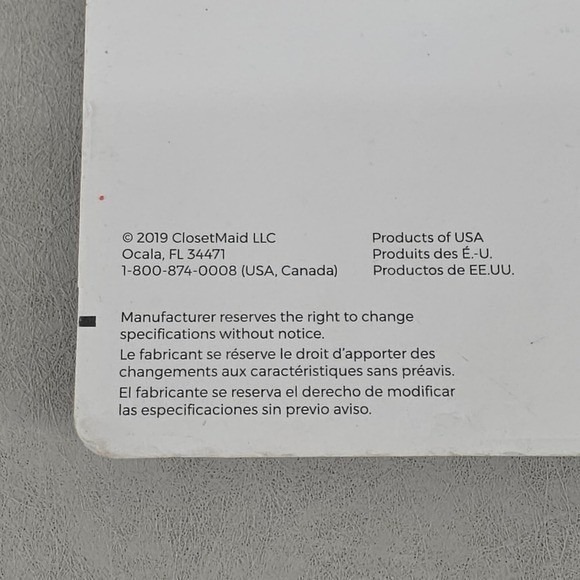 © 2019 ClosetMaid LLC
Ocala, FL 34471
1-800-874-0008 (USA, Canada)
Products of USA
Produits des É.-U.
Productos de EE.UU.
Manufacturer reserves the right to change
specifications without notice.
Le fabricant se réserve le droit d'apporter des
changements aux caractéristiques sans préavis.
El fabricante se reserva el derecho de modificar
las especificaciones sin previo aviso.